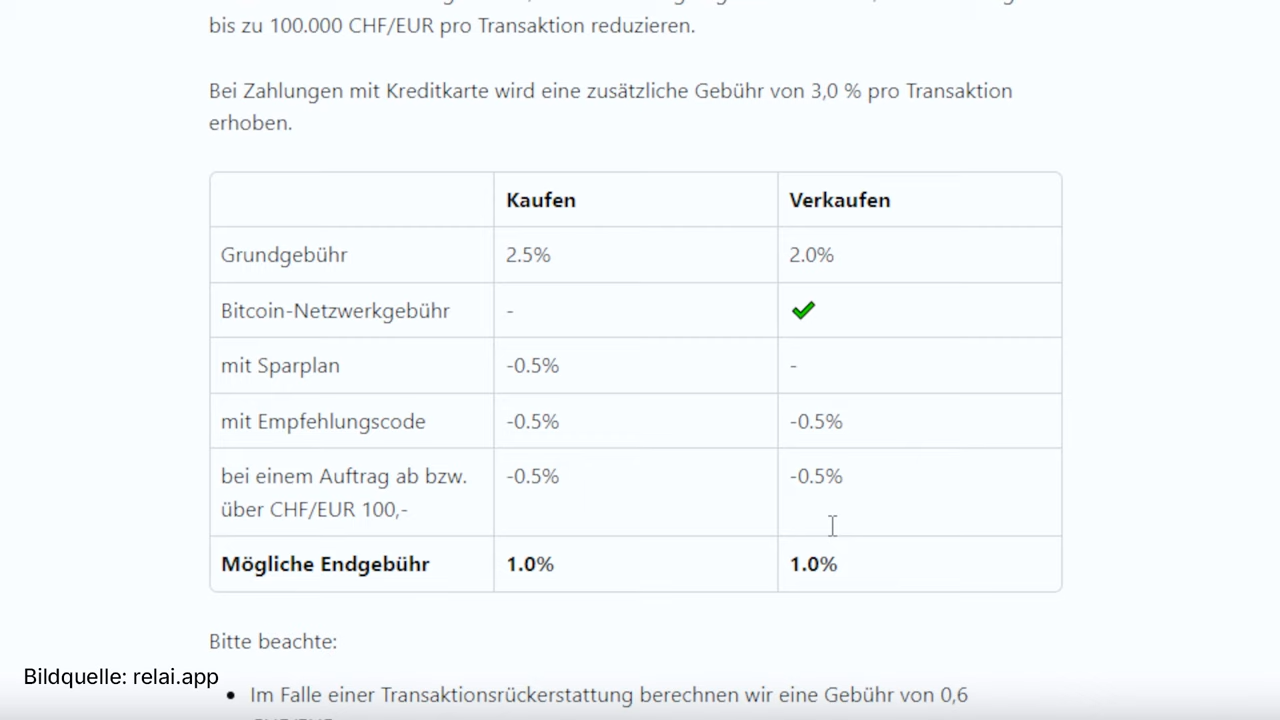 bis zu 100.000 CHF/EUR pro Transaktion reduzieren.
Bei Zahlungen mit Kreditkarte wird eine zusätzliche Gebühr von 3,0 % pro Transaktion
erhoben.
Kaufen Verkaufen
Grundgebühr 2.5% 2.0%
Bitcoin-Netzwerkgebühr - ✔
mit Sparplan -0.5% -
mit Empfehlungscode -0.5% -0.5%
bei einem Auftrag ab bzw. -0.5% -0.5%
über CHF/EUR 100,-
Mögliche Endgebühr 1.0% 1.0%
Bitte beachte:
Bildquelle: relai.app
• Im Falle einer Transaktionsrückerstattung berechnen wir eine Gebühr von 0,6